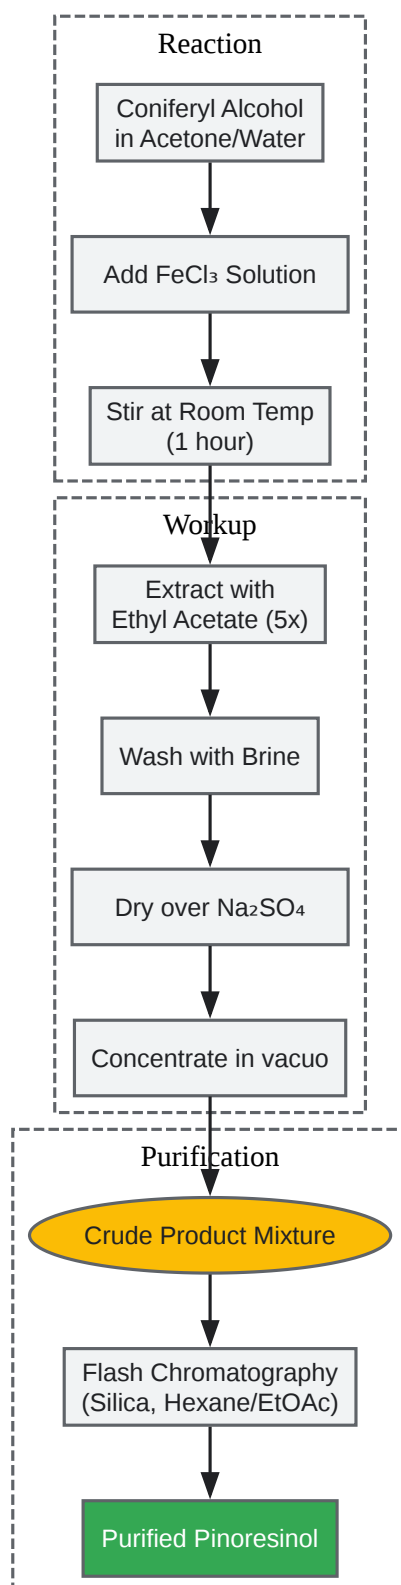 Reaction
Coniferyl Alcohol
in Acetone/Water
Add FeCl₃ Solution
Stir at Room Temp
(1 hour)
Workup
Extract with
Ethyl Acetate (5x)
Wash with Brine
Dry over Na₂SO₄
Concentrate in vacuo
Purification
Crude Product Mixture
Flash Chromatography
(Silica, Hexane/EtOAc)
Purified Pinoresinol